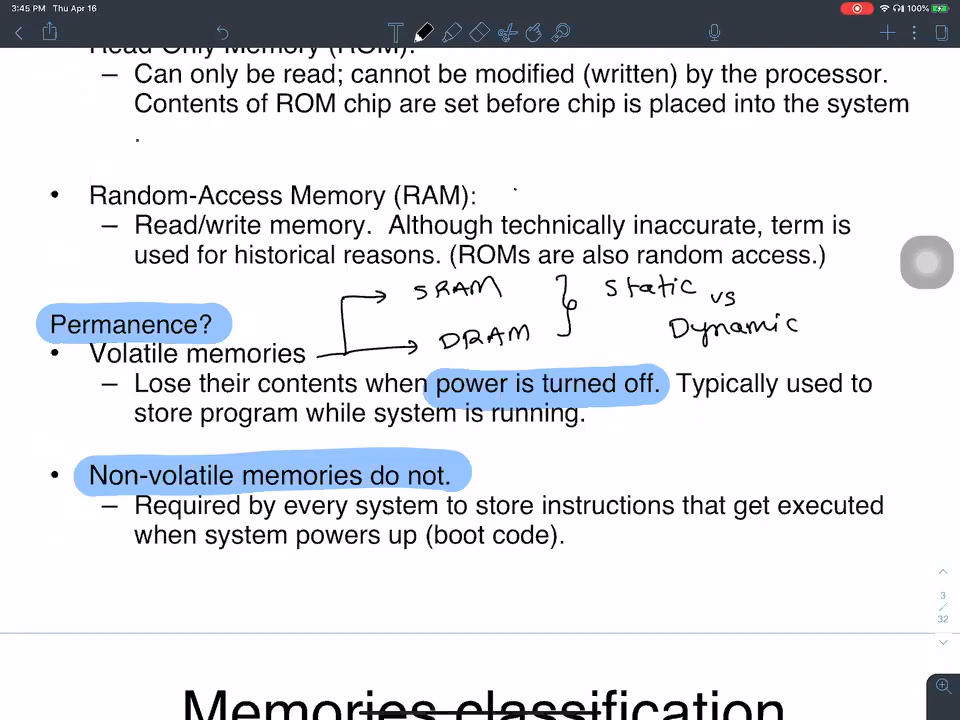 3:45 PM Thu Apr 16
100%
T
Read Only Memory (ROM):
– Can only be read; cannot be modified (written) by the processor.
Contents of ROM chip are set before chip is placed into the system
.
• Random-Access Memory (RAM):
– Read/write memory. Although technically inaccurate, term is
used for historical reasons. (ROMs are also random access.)
SRAM
Static vs
DRAM
Dynamic
Permanence?
• Volatile memories
– Lose their contents when power is turned off. Typically used to
store program while system is running.
• Non-volatile memories do not.
– Required by every system to store instructions that get executed
when system powers up (boot code).
3
/
32
Memories classification